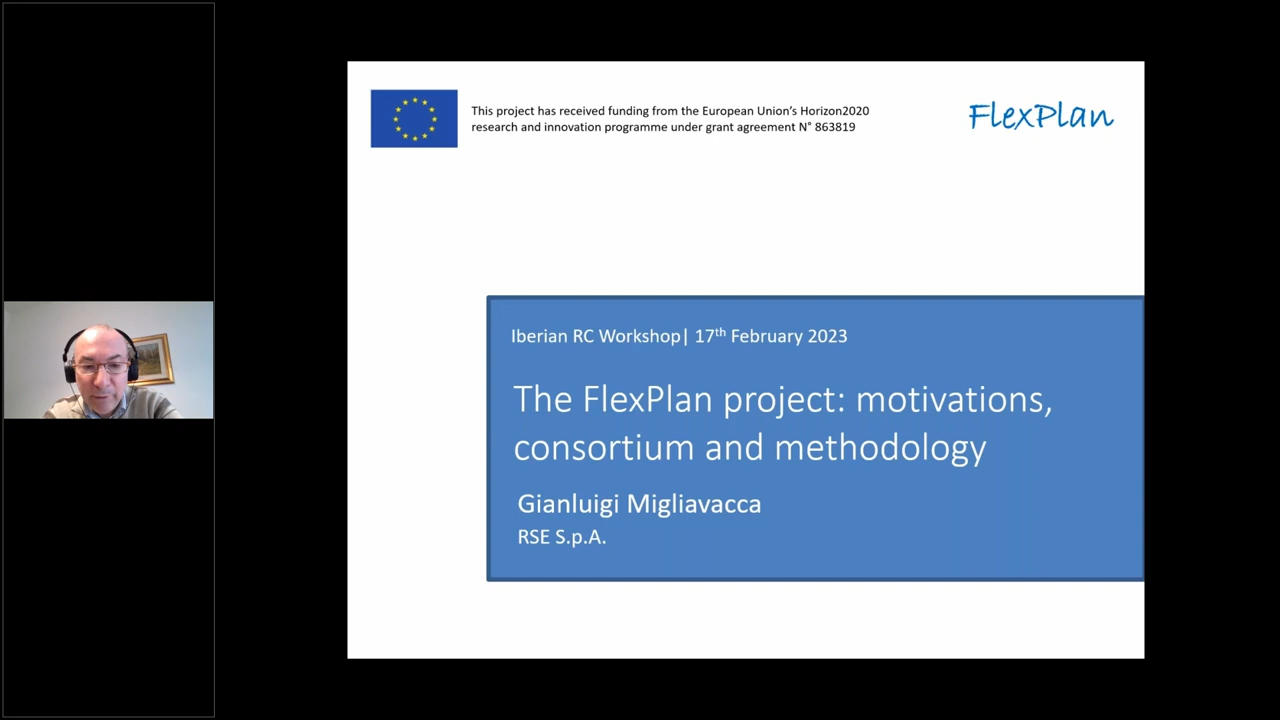 This project has received funding from the European Union's Horizon2020
research and innovation programme under grant agreement N° 863819
FlexPlan
Iberian RC Workshop| 17th February 2023
The FlexPlan project: motivations,
consortium and methodology
Gianluigi Migliavacca
RSE S.p.A.